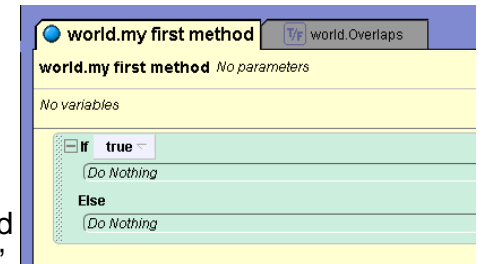 world.my first method T/F world.Overlaps
world.my first method No parameters
No variables
If true
Do Nothing
Else
Do Nothing
d
,